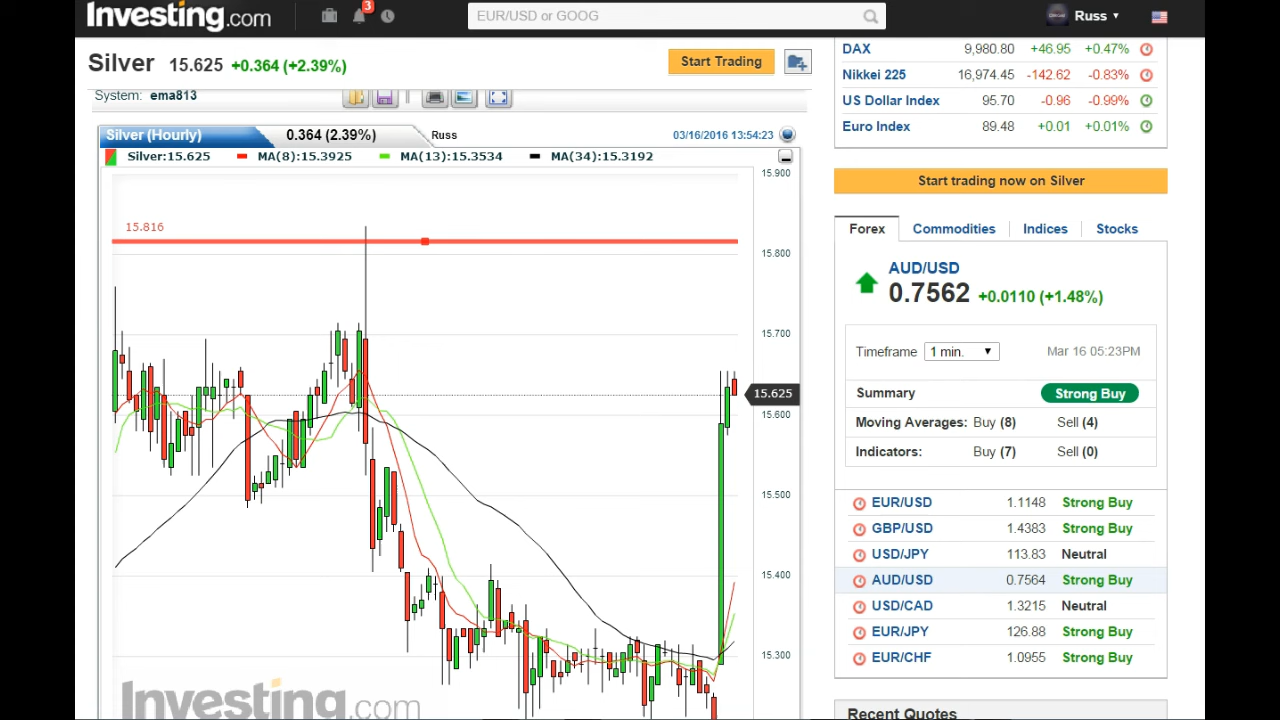 Investing.com
3
EUR/USD or GOOG
Russ ▼
Silver 15.625 +0.364 (+2.39%)
Start Trading
System: ema813
Silver (Hourly)
0.364 (2.39%)
Russ
03/16/2016 13:54:23
Silver:15.625
MA(8):15.3925
MA(13):15.3534
MA(34):15.3192
15.816
15.900
15.800
15.700
15.625
15.600
15.500
15.400
15.300
Investing.com
DAX 9,980.80 +46.95 +0.47%
Nikkei 225 16,974.45 -142.62 -0.83%
US Dollar Index 95.70 -0.96 -0.99%
Euro Index 89.48 +0.01 +0.01%
Start trading now on Silver
Forex Commodities Indices Stocks
AUD/USD
0.7562 +0.0110 (+1.48%)
Timeframe 1 min. ▼ Mar 16 05:23PM
Summary Strong Buy
Moving Averages: Buy (8) Sell (4)
Indicators: Buy (7) Sell (0)
EUR/USD 1.1148 Strong Buy
GBP/USD 1.4383 Strong Buy
USD/JPY 113.83 Neutral
AUD/USD 0.7564 Strong Buy
USD/CAD 1.3215 Neutral
EUR/JPY 126.88 Strong Buy
EUR/CHF 1.0955 Strong Buy
Recent Quotes